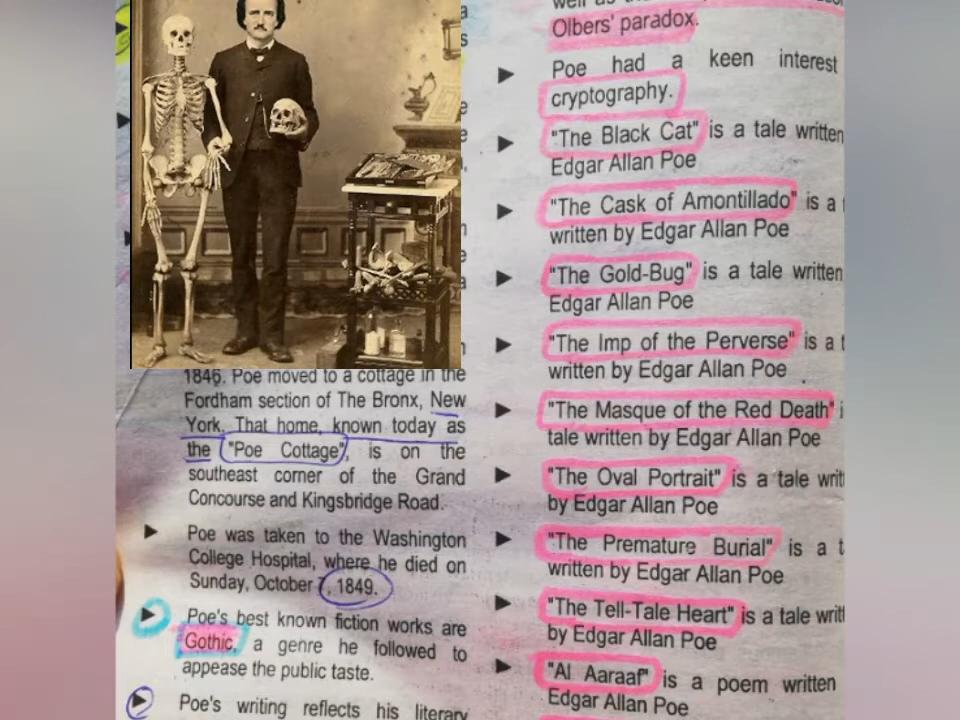 1846. Poe moved to a cottage in the
Fordham section of The Bronx, New
York. That home, known today as
the "Poe Cottage", is on the
southeast corner of the Grand
Concourse and Kingsbridge Road.
Poe was taken to the Washington
College Hospital, where he died on
Sunday, October 7, 1849.
Poe's best known fiction works are
Gothic, a genre he followed to
appease the public taste.
Poe's writing reflects his literary
Olbers' paradox.
Poe had a keen interest
cryptography.
"The Black Cat" is a tale written
Edgar Allan Poe
"The Cask of Amontillado" is a
written by Edgar Allan Poe
"The Gold-Bug" is a tale written
Edgar Allan Poe
"The Imp of the Perverse" is a t
written by Edgar Allan Poe
"The Masque of the Red Death" i
tale written by Edgar Allan Poe
"The Oval Portrait" is a tale writ
by Edgar Allan Poe
"The Premature Burial" is a t
written by Edgar Allan Poe
"The Tell-Tale Heart" is a tale writ
by Edgar Allan Poe
"Al Aaraaf" is a poem written
Edgar Allan Poe